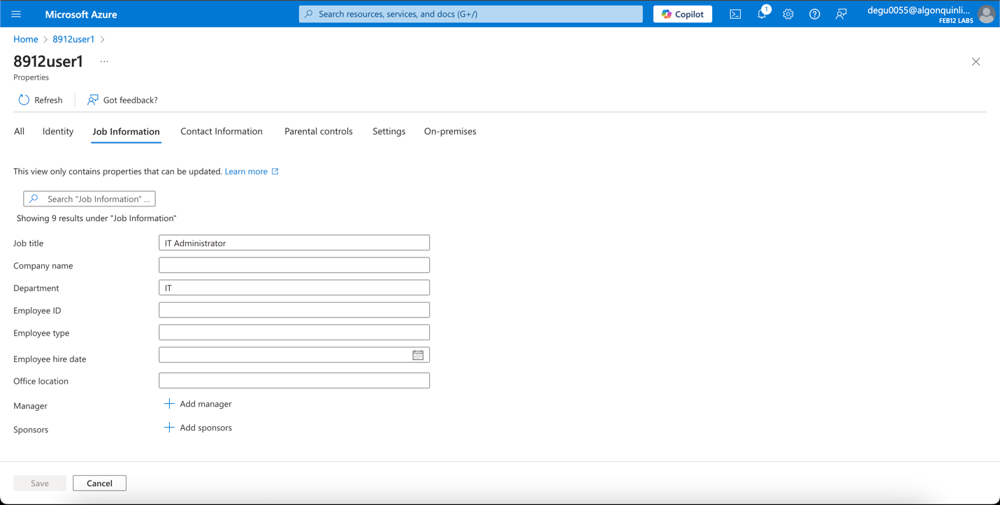 Microsoft Azure
Search resources, services, and docs (G+/)
Copilot
1
degu0055@algonquinli...
FEB12 LAB5
Home > 8912user1 >
8912user1 ...
Properties
Refresh
Got feedback?
All Identity Job Information Contact Information Parental controls Settings On-premises
This view only contains properties that can be updated. Learn more
Search "Job Information" ...
Showing 9 results under "Job Information"
Job title IT Administrator
Company name
Department IT
Employee ID
Employee type
Employee hire date
Office location
Manager + Add manager
Sponsors + Add sponsors
Save Cancel